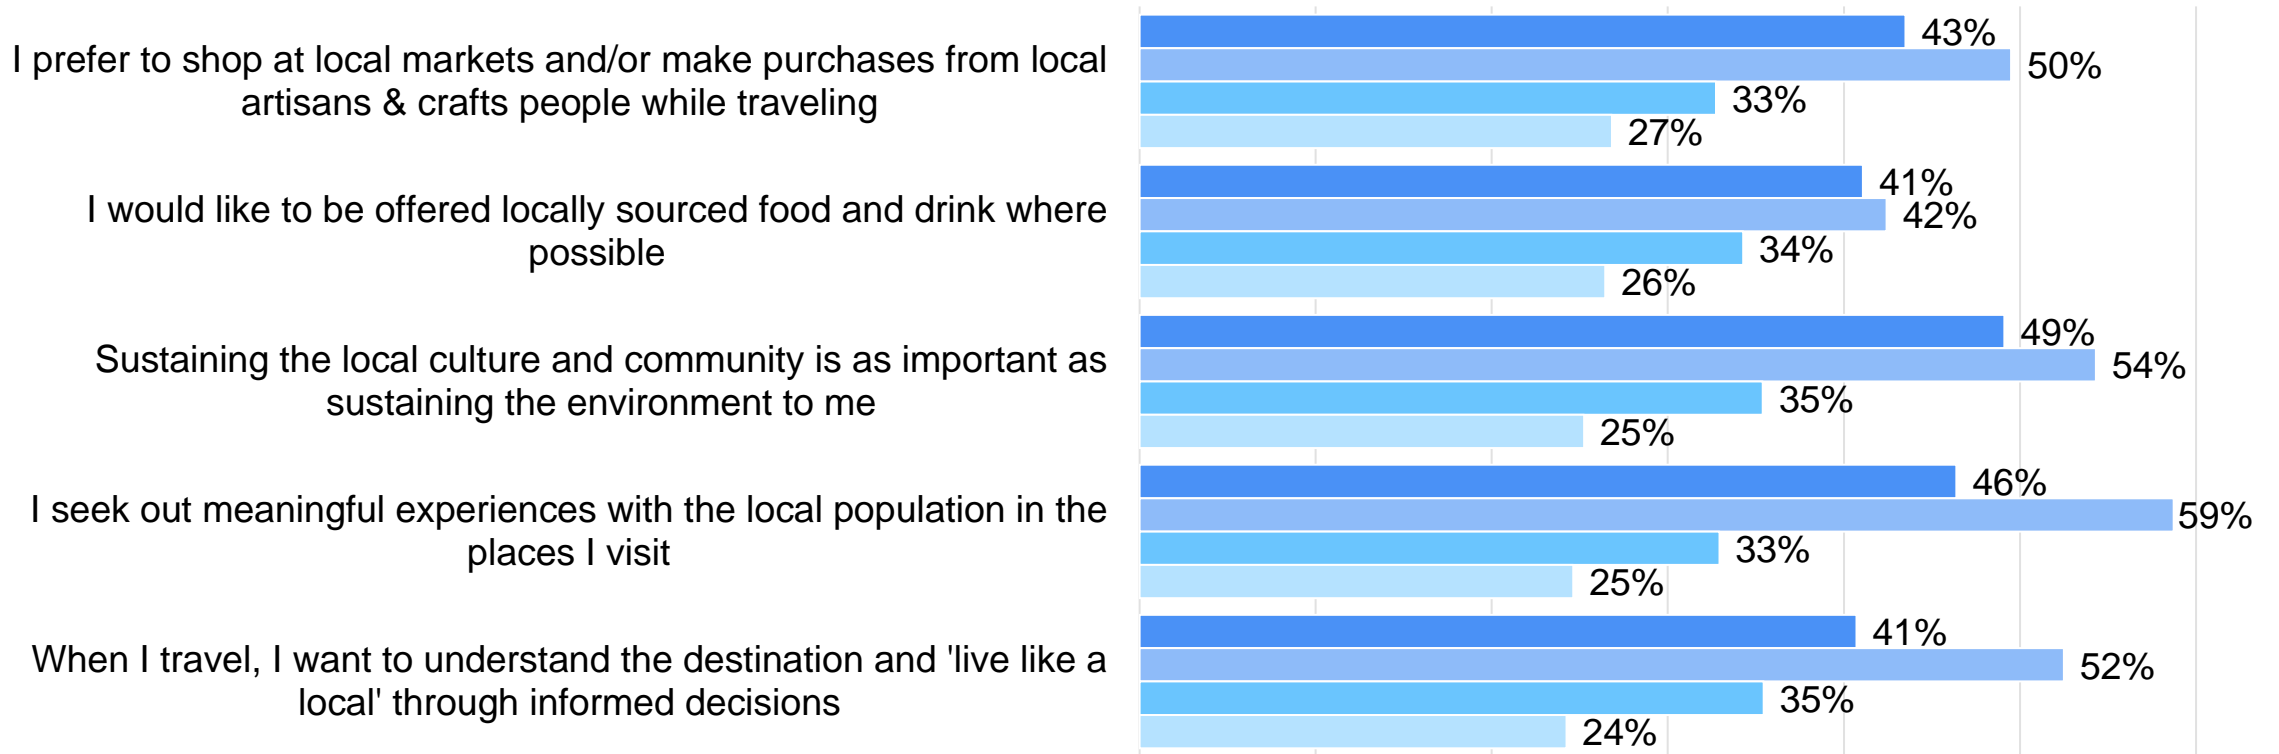 I prefer to shop at local markets and/or make purchases from local
artisans & crafts people while traveling
43%
50%
33%
27%
I would like to be offered locally sourced food and drink where
possible
41%
42%
34%
26%
Sustaining the local culture and community is as important as
sustaining the environment to me
49%
54%
35%
25%
I seek out meaningful experiences with the local population in the
places I visit
46%
59%
33%
25%
When I travel, I want to understand the destination and 'live like a
local' through informed decisions
41%
52%
35%
24%